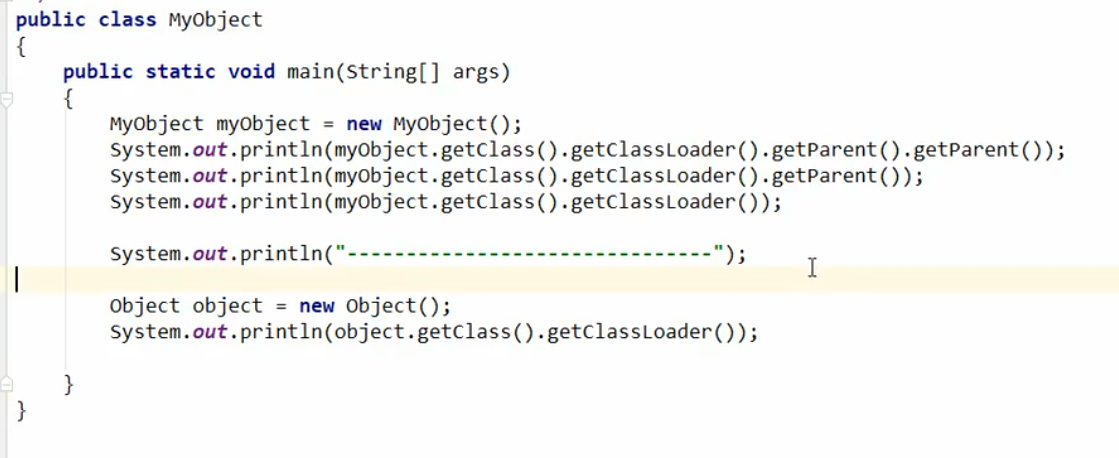 public class MyObject
{
    public static void main(String[] args)
    {
        MyObject myObject = new MyObject();
        System.out.println(myObject.getClass().getClassLoader().getParent().getParent());
        System.out.println(myObject.getClass().getClassLoader().getParent());
        System.out.println(myObject.getClass().getClassLoader());
        System.out.println("-------------------------------");
        Object object = new Object();
        System.out.println(object.getClass().getClassLoader());
    }
}